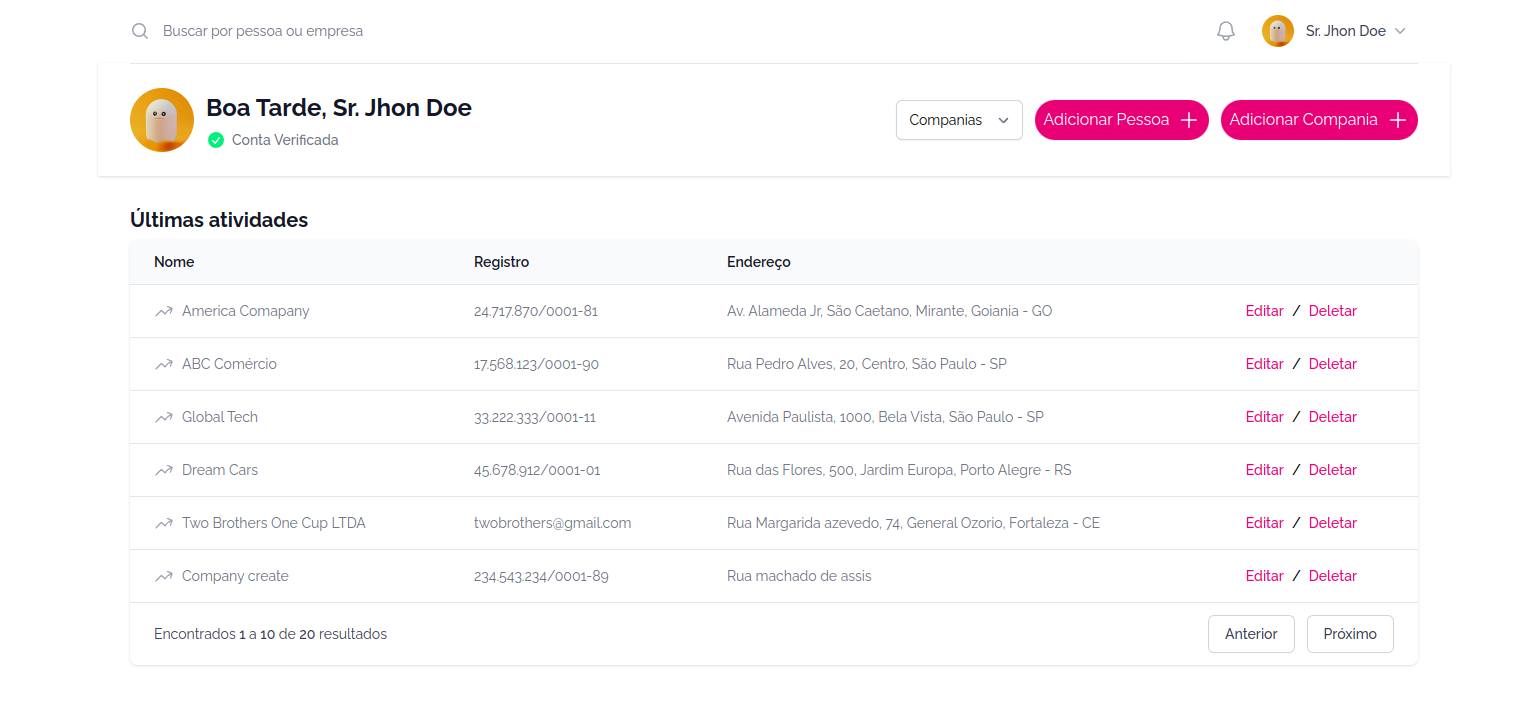 Buscar por pessoa ou empresa
Sr. Jhon Doe
Boa Tarde, Sr. Jhon Doe
Conta Verificada
Companias
Adicionar Pessoa
Adicionar Compania
Últimas atividades
Nome Registro Endereço
America Comapany 24.717.870/0001-81 Av. Alameda Jr, São Caetano, Mirante, Goiania - GO Editar / Deletar
ABC Comércio 17.568.123/0001-90 Rua Pedro Alves, 20, Centro, São Paulo - SP Editar / Deletar
Global Tech 33.222.333/0001-11 Avenida Paulista, 1000, Bela Vista, São Paulo - SP Editar / Deletar
Dream Cars 45.678.912/0001-01 Rua das Flores, 500, Jardim Europa, Porto Alegre - RS Editar / Deletar
Two Brothers One Cup LTDA twobrothers@gmail.com Rua Margarida azevedo, 74, General Ozorio, Fortaleza - CE Editar / Deletar
Company create 234.543.234/0001-89 Rua machado de assis Editar / Deletar
Encontrados 1 a 10 de 20 resultados Anterior Próximo